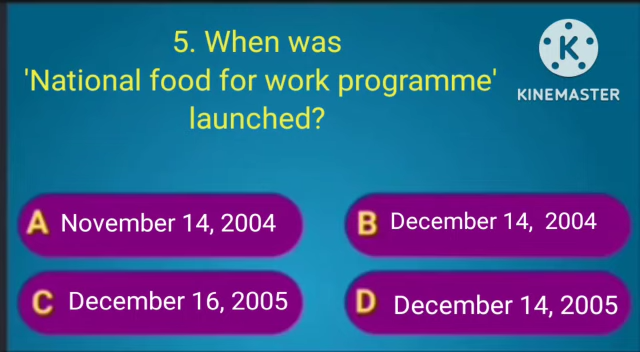 5. When was
'National food for work programme'
launched?
K
KINEMASTER
A November 14, 2004
B December 14, 2004
C December 16, 2005
D December 14, 2005